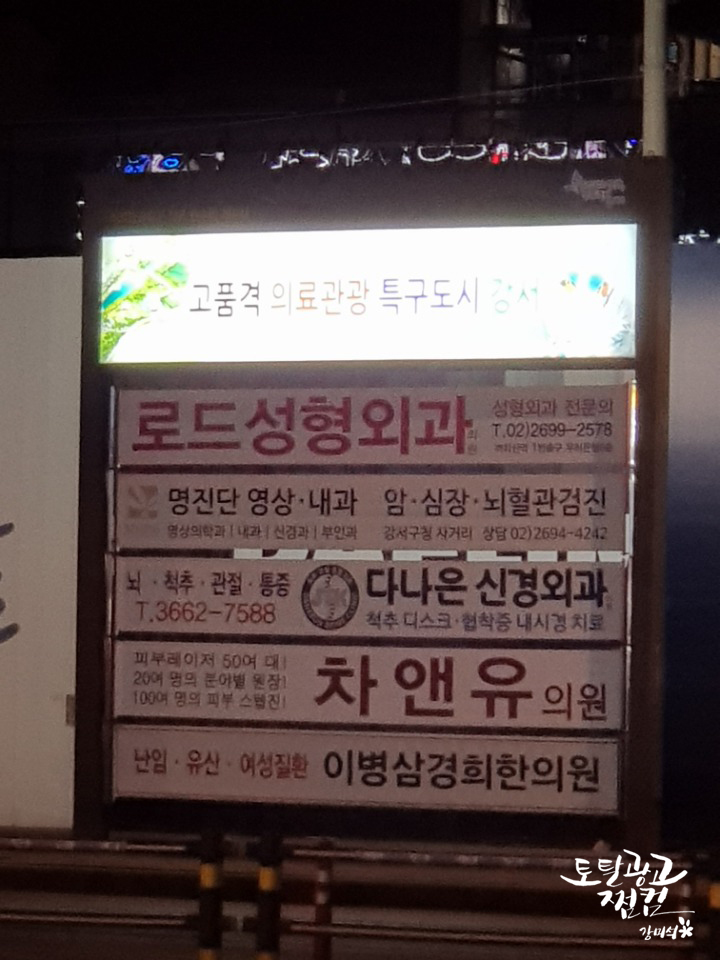 고품격 의료관광 특구도시 강서
로드성형외과의원
성형외과 전문의
T.02)2699-2578
명진단 영상·내과 암·심장·뇌혈관검진
영상의학과 | 내과 | 신경과 | 부인과 강서구청 사거리 상담 02)2694-4242
뇌 · 척추 · 관절 · 통증
T.3662-7588
다나은 신경외과
척추 디스크·협착증 내시경 치료
피부레이저 50여 대!
20여 명의 분야별 원장!
100여 명의 피부 스텝진!
차앤유의원
난임 · 유산 · 여성질환 이병삼경희한의원
토탈광고
점컴